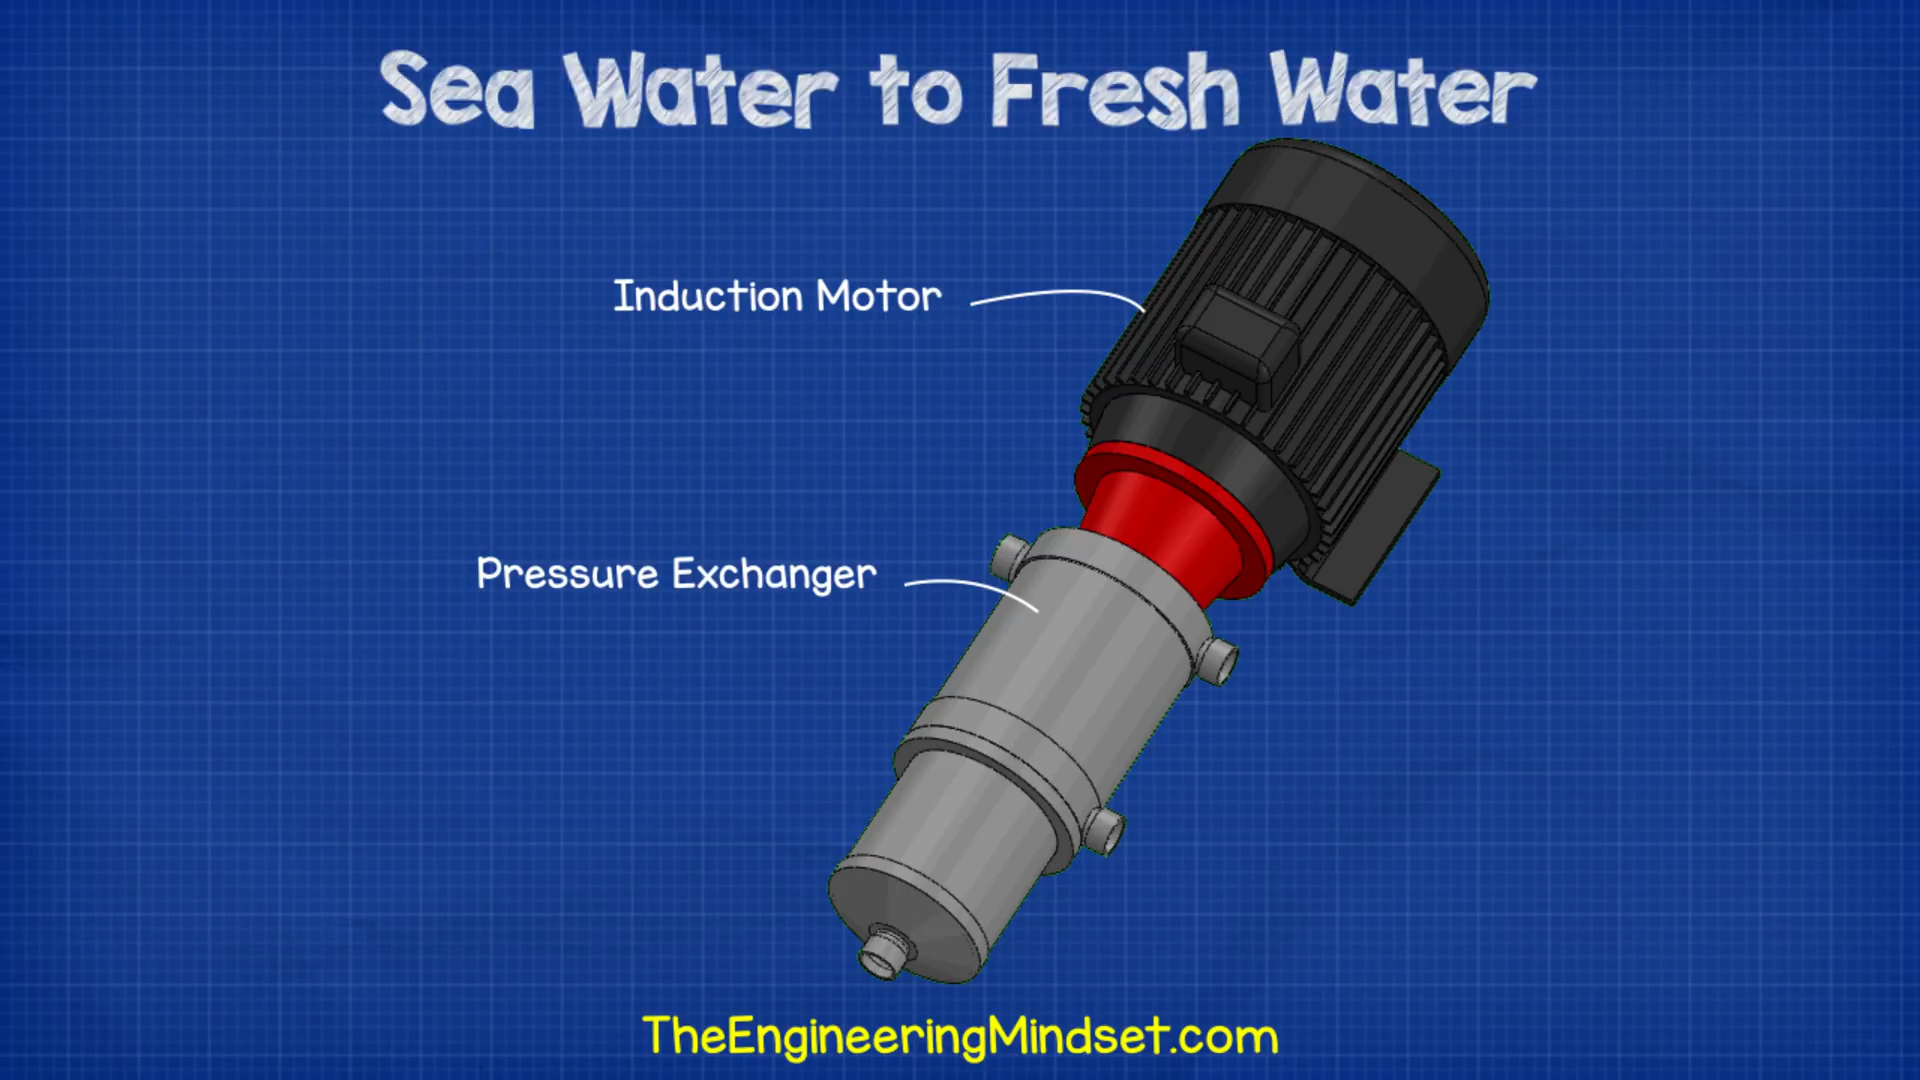 Sea Water to Fresh Water
Induction Motor
Pressure Exchanger
TheEngineeringMindset.com